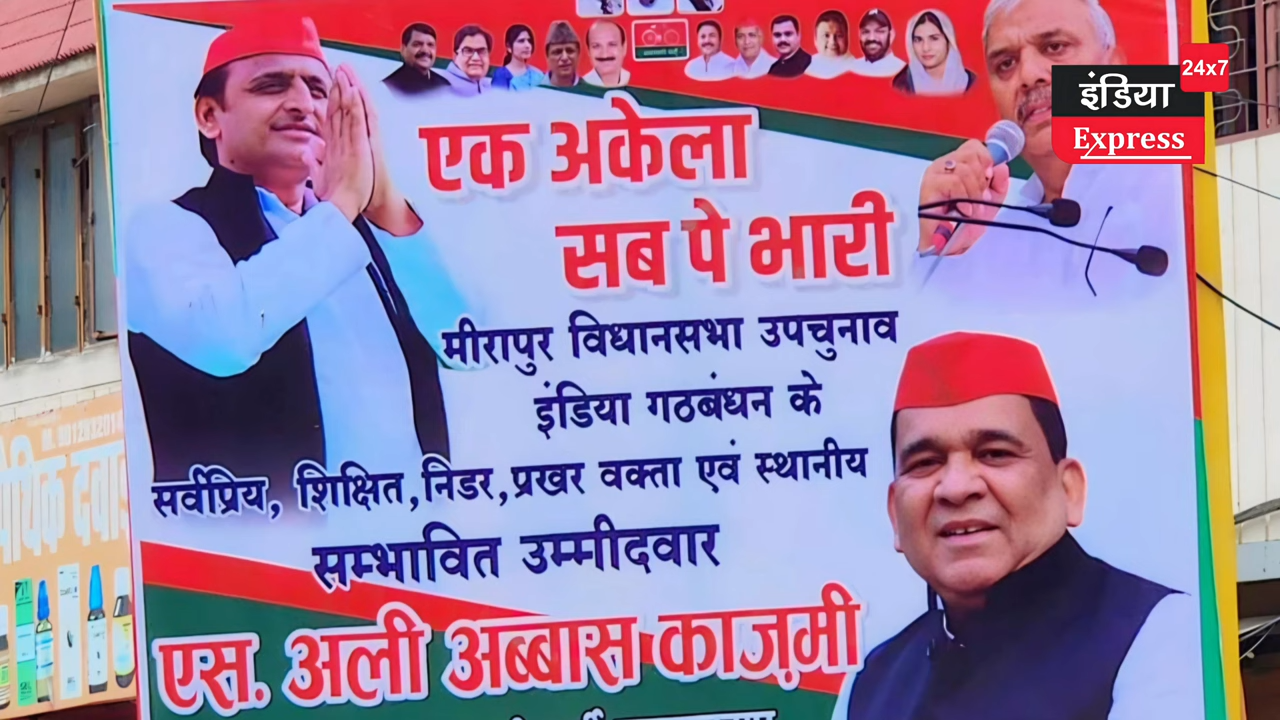 24x7
इंडिया
Express
एक अकेला
सब पे भारी
मीरापुर विधानसभा उपचुनाव
इंडिया गठबंधन के
सर्वप्रिय, शिक्षित, निडर, प्रखर वक्ता एवं स्थानीय
सम्भावित उम्मीदवार
एस. अली अब्बास काज़मी